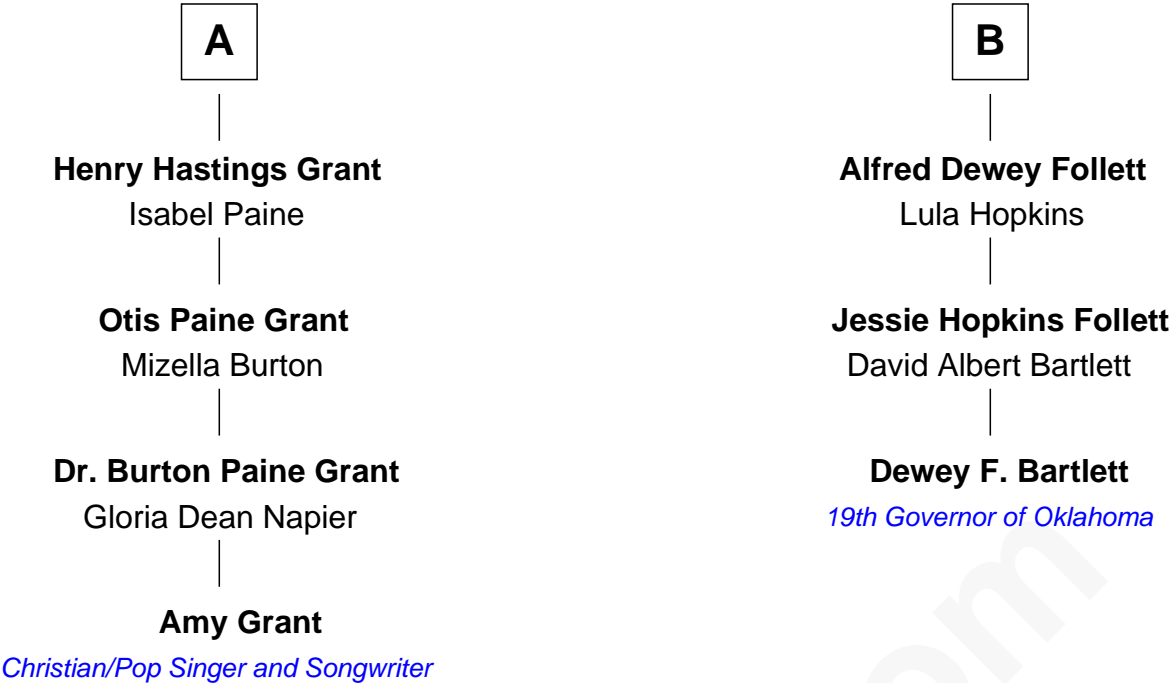 A
Henry Hastings Grant
Isabel Paine
Otis Paine Grant
Mizella Burton
Dr. Burton Paine Grant
Gloria Dean Napier
Amy Grant
Christian/Pop Singer and Songwriter
B
Alfred Dewey Follett
Lula Hopkins
Jessie Hopkins Follett
David Albert Bartlett
Dewey F. Bartlett
19th Governor of Oklahoma
om